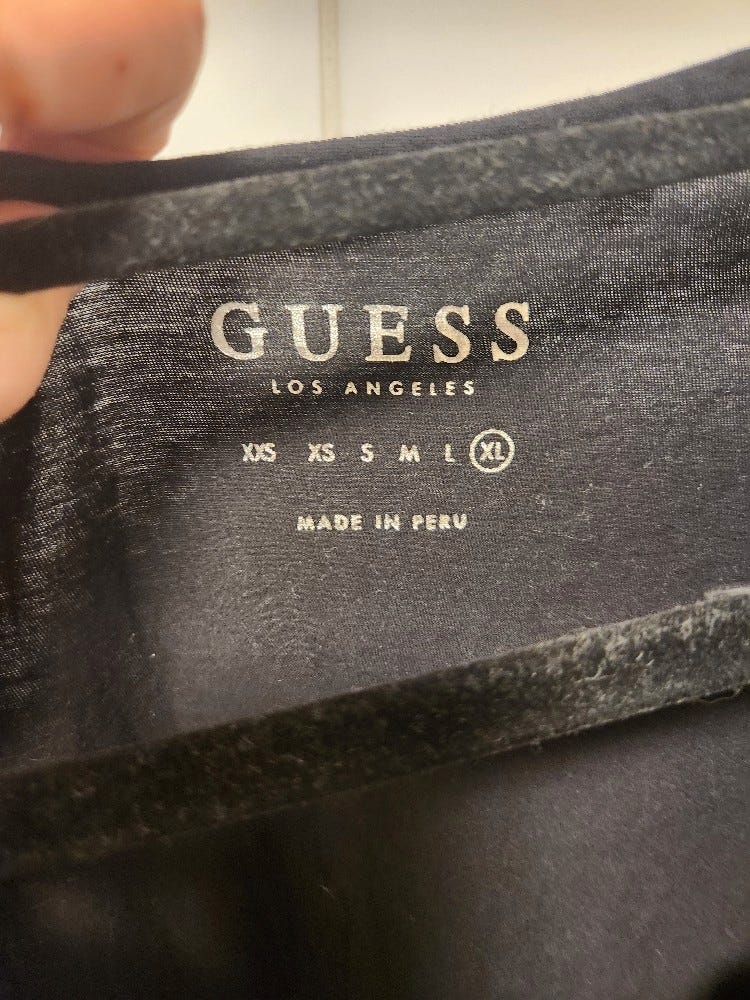 GUESS
LOS ANGELES
XXS XS S M L XL
MADE IN PERU